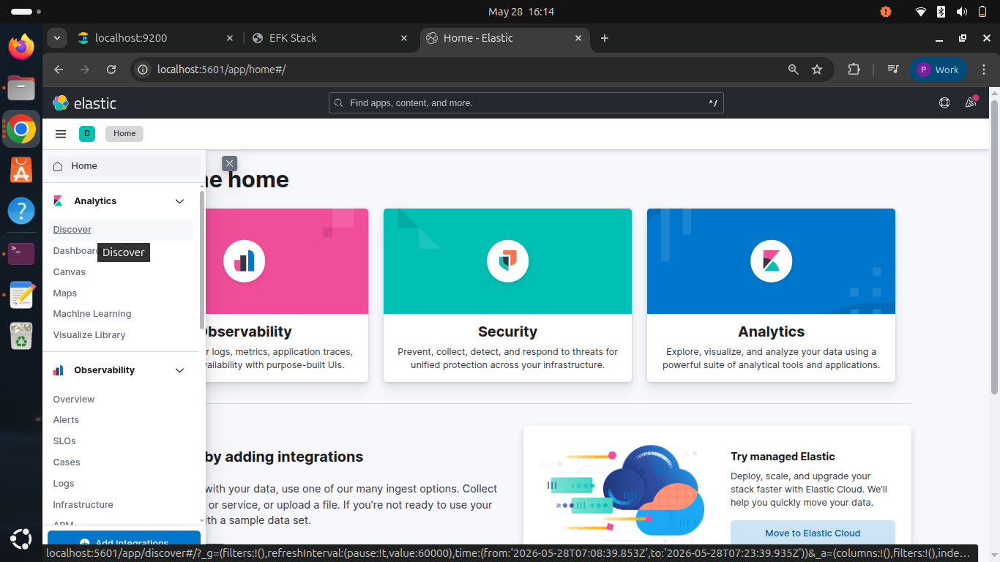 May 28 16:14
localhost:9200
EFK Stack
Home - Elastic
localhost:5601/app/home#/
P Work
elastic
Find apps, content, and more.
^/
D
Home
Home
Analytics
Discover
Dashboard
Discover
Canvas
Maps
Machine Learning
Visualize Library
Observability
Overview
Alerts
SLOs
Cases
Logs
Infrastructure
APM
Add integrations
home
Observability
logs, metrics, application traces,
availability with purpose-built UIs.
Security
Prevent, collect, detect, and respond to threats for
unified protection across your infrastructure.
Analytics
Explore, visualize, and analyze your data using a
powerful suite of analytical tools and applications.
by adding integrations
with your data, use one of our many ingest options. Collect
or service, or upload a file. If you're not ready to use your
with a sample data set.
Try managed Elastic
Deploy, scale, and upgrade your
stack faster with Elastic Cloud. We'll
help you quickly move your data.
Move to Elastic Cloud
localhost:5601/app/discover#/?_g=(filters:!(),refreshInterval:(pause:!t,value:60000),time:(from:'2026-05-28T07:08:39.853Z',to:'2026-05-28T07:23:39.935Z'))&_a=(columns:!(),filters:!(),inde...